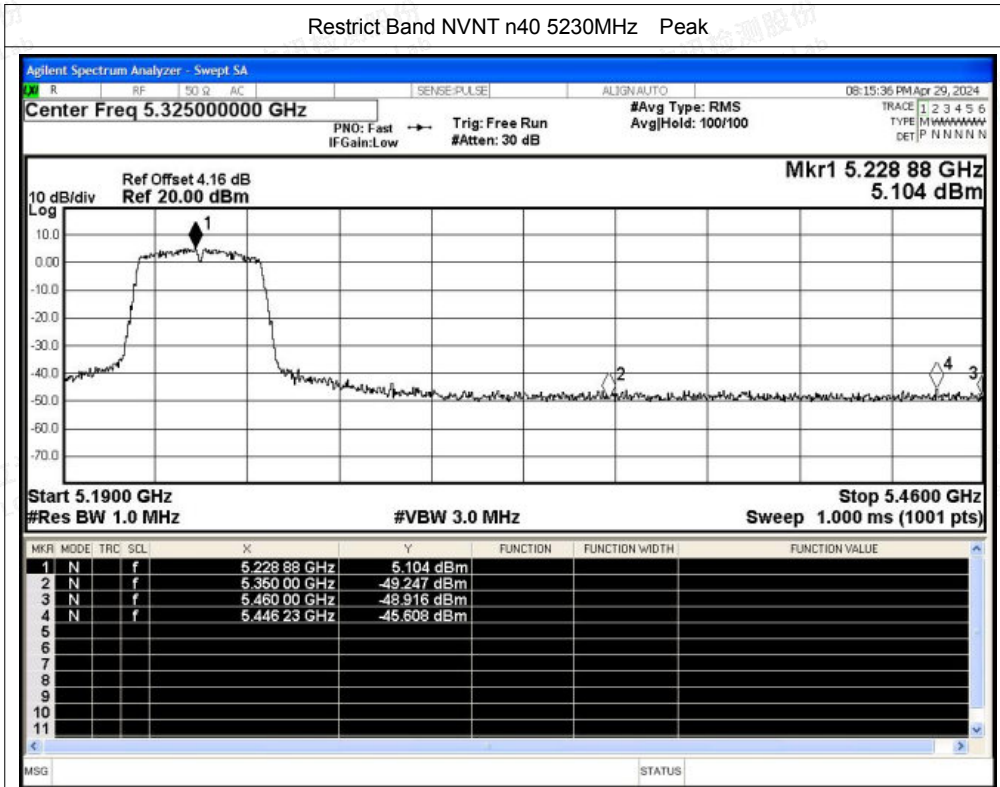 Restrict Band NVNT n40 5230MHz Peak
Agilent Spectrum Analyzer - Swept SA
R RF 50 Ω AC SENSE:PULSE ALIGN AUTO 08:15:36 PM Apr 29, 2024
Center Freq 5.325000000 GHz
PNO: Fast
IFGain:Low
Trig: Free Run
#Atten: 30 dB
#Avg Type: RMS
Avg|Hold: 100/100
TRACE 1 2 3 4 5 6
TYPE M
DET P N N N N N
Mkr1 5.228 88 GHz
5.104 dBm
Ref Offset 4.16 dB
10 dB/div Ref 20.00 dBm
Log
10.0
0.00
-10.0
-20.0
-30.0
-40.0
-50.0
-60.0
-70.0
1
2
4
3
Start 5.1900 GHz Stop 5.4600 GHz
#Res BW 1.0 MHz #VBW 3.0 MHz Sweep 1.000 ms (1001 pts)
MKR MODE TRC SCL X Y FUNCTION FUNCTION WIDTH FUNCTION VALUE
1 N f 5.228 88 GHz 5.104 dBm
2 N f 5.350 00 GHz -49.247 dBm
3 N f 5.460 00 GHz -48.916 dBm
4 N f 5.446 23 GHz -45.608 dBm
5
6
7
8
9
10
11
MSG STATUS